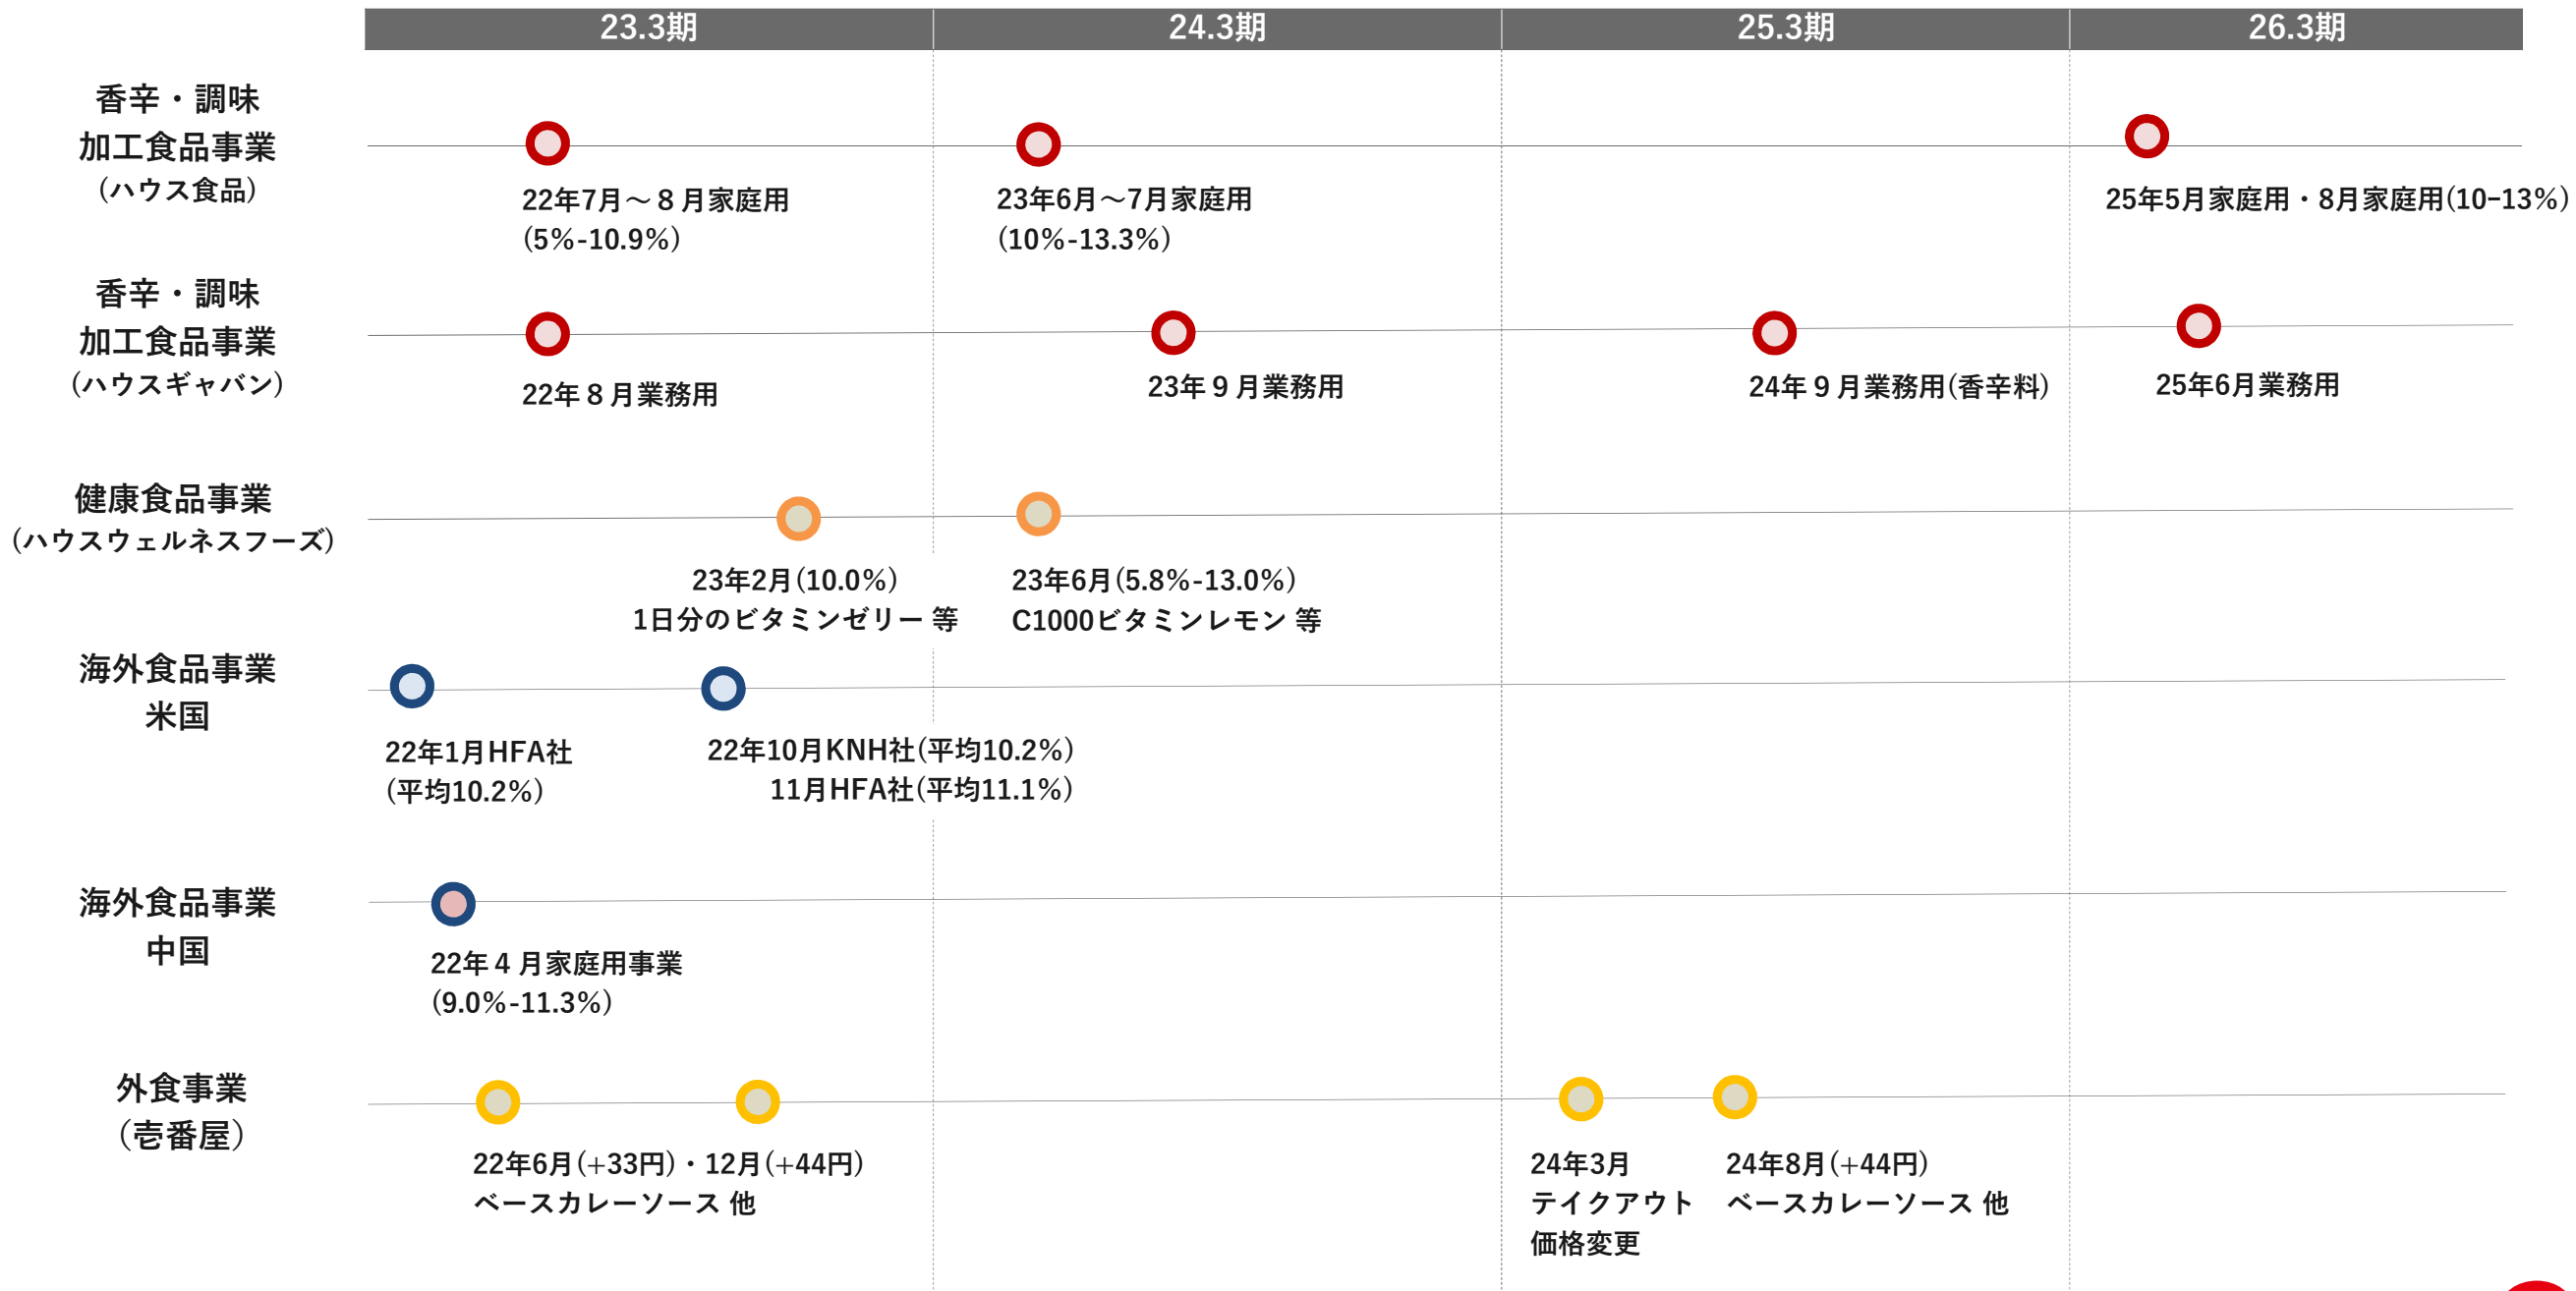 23.3期 24.3期 25.3期 26.3期
香辛・調味
加工食品事業
(ハウス食品)
22年7月～８月家庭用
(5%-10.9%)
23年6月～7月家庭用
(10%-13.3%)
25年5月家庭用・8月家庭用(10-13%)
香辛・調味
加工食品事業
(ハウスギャバン)
22年８月業務用
23年９月業務用
24年９月業務用(香辛料)
25年6月業務用
健康食品事業
(ハウスウェルネスフーズ)
23年2月(10.0%)
1日分のビタミンゼリー 等
23年6月(5.8%-13.0%)
C1000ビタミンレモン 等
海外食品事業
米国
22年1月HFA社
(平均10.2%)
22年10月KNH社(平均10.2%)
11月HFA社(平均11.1%)
海外食品事業
中国
22年４月家庭用事業
(9.0%-11.3%)
外食事業
（壱番屋）
22年6月(+33円)・12月(+44円)
ベースカレーソース 他
24年3月
テイクアウト
価格変更
24年8月(+44円)
ベースカレーソース 他